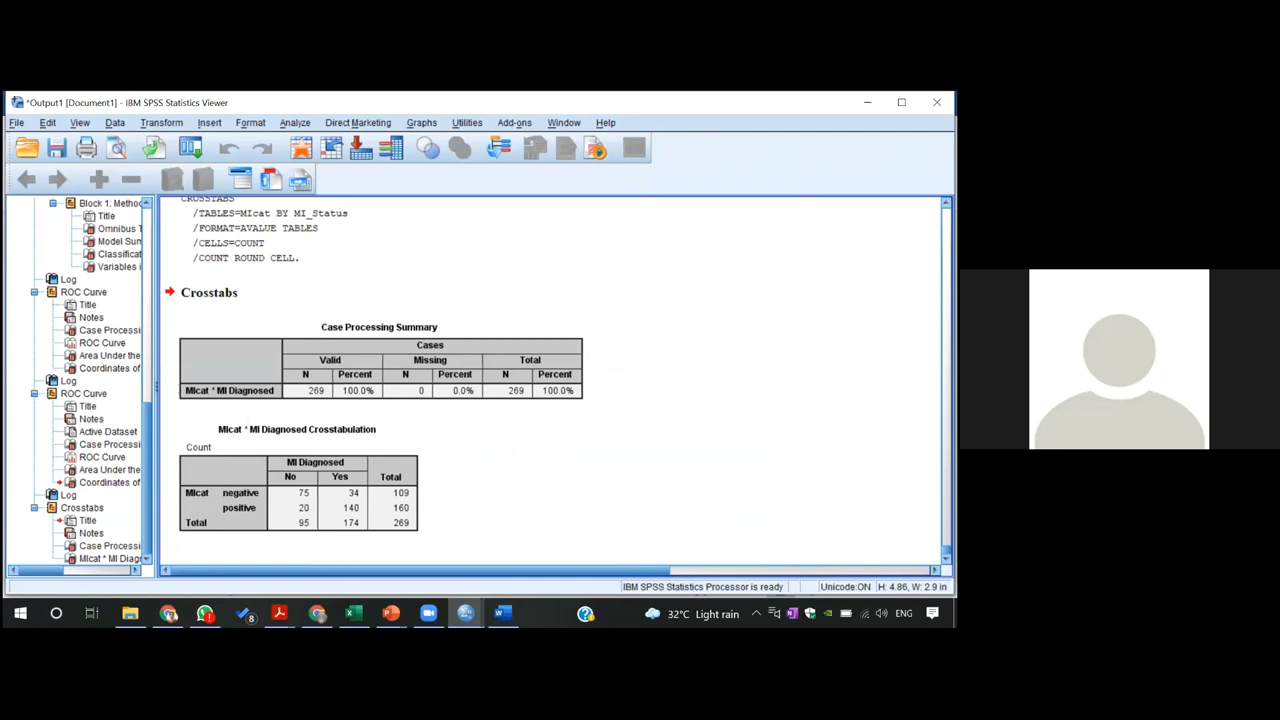 *Output1 [Document1] - IBM SPSS Statistics Viewer
File Edit View Data Transform Insert Format Analyze Direct Marketing Graphs Utilities Add-ons Window Help
Block 1: Metho
Title
Omnibus T
Model Sum
Classificat
Variables i
Log
ROC Curve
Title
Notes
Case Processi
ROC Curve
Area Under the
Coordinates of
Log
ROC Curve
Title
Notes
Active Dataset
Case Processi
ROC Curve
Area Under the
Coordinates of
Log
Crosstabs
Title
Notes
Case Processi
MIcat * MI Diag
CROSSTABS
/TABLES=MIcat BY MI_Status
/FORMAT=AVALUE TABLES
/CELLS=COUNT
/COUNT ROUND CELL.
Crosstabs
Case Processing Summary
Cases
Valid Missing Total
N Percent N Percent N Percent
MIcat * MI Diagnosed 269 100.0% 0 0.0% 269 100.0%
MIcat * MI Diagnosed Crosstabulation
Count
MI Diagnosed
No Yes Total
MIcat negative 75 34 109
positive 20 140 160
Total 95 174 269
IBM SPSS Statistics Processor is ready Unicode:ON H: 4.86, W: 2.9 in
8 32°C Light rain ENG